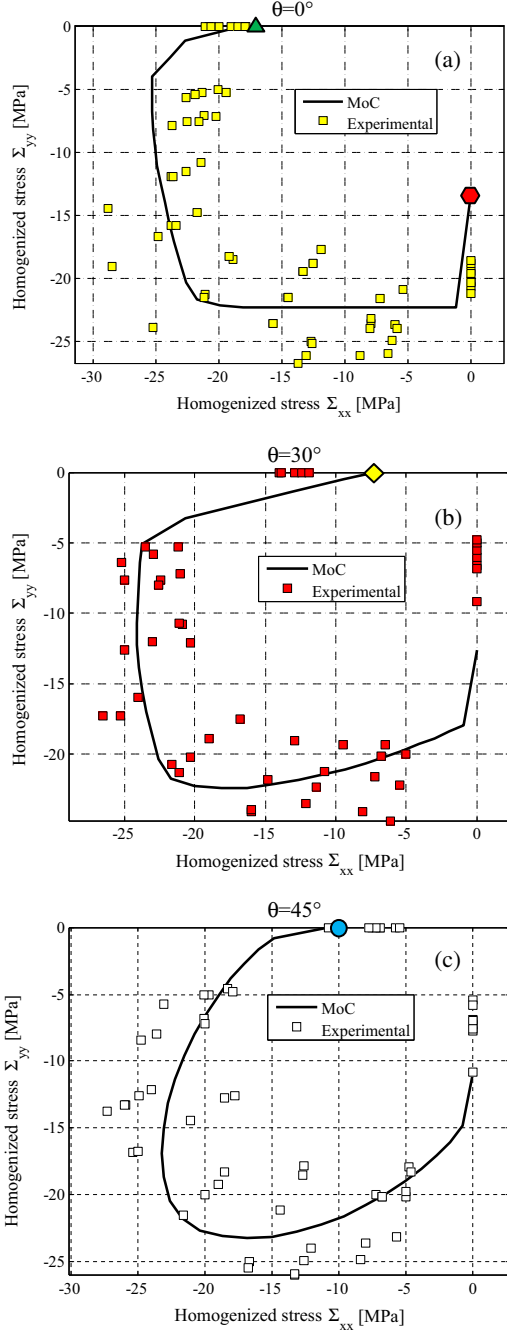 θ=0°
0
-5
-10
-15
-20
-25
Homogenized stress Σyy [MPa]
(a)
MoC
Experimental
-30 -25 -20 -15 -10 -5 0
Homogenized stress Σxx [MPa]
θ=30°
0
-5
-10
-15
-20
Homogenized stress Σyy [MPa]
(b)
MoC
Experimental
-25 -20 -15 -10 -5 0
Homogenized stress Σxx [MPa]
θ=45°
0
-5
-10
-15
-20
-25
Homogenized stress Σyy [MPa]
(c)
MoC
Experimental
-30 -25 -20 -15 -10 -5 0
Homogenized stress Σxx [MPa]